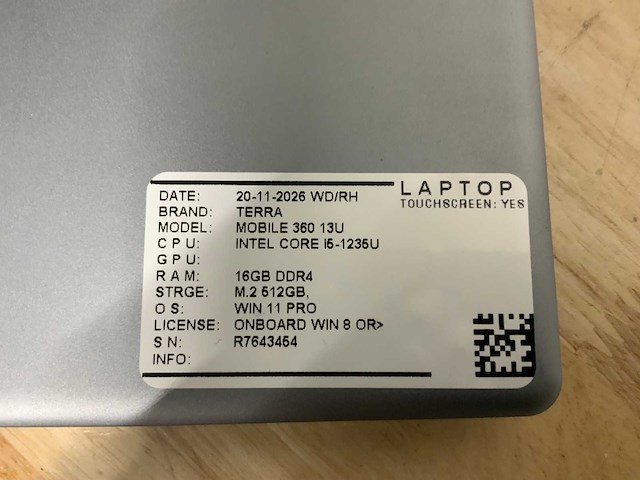 LAPTOP
TOUCHSCREEN: YES
DATE: 20-11-2026 WD/RH
BRAND: TERRA
MODEL: MOBILE 360 13U
C P U: INTEL CORE I5-1235U
G P U:
R A M: 16GB DDR4
STRGE: M.2 512GB,
O S: WIN 11 PRO
LICENSE: ONBOARD WIN 8 OR>
S N: R7643454
INFO: